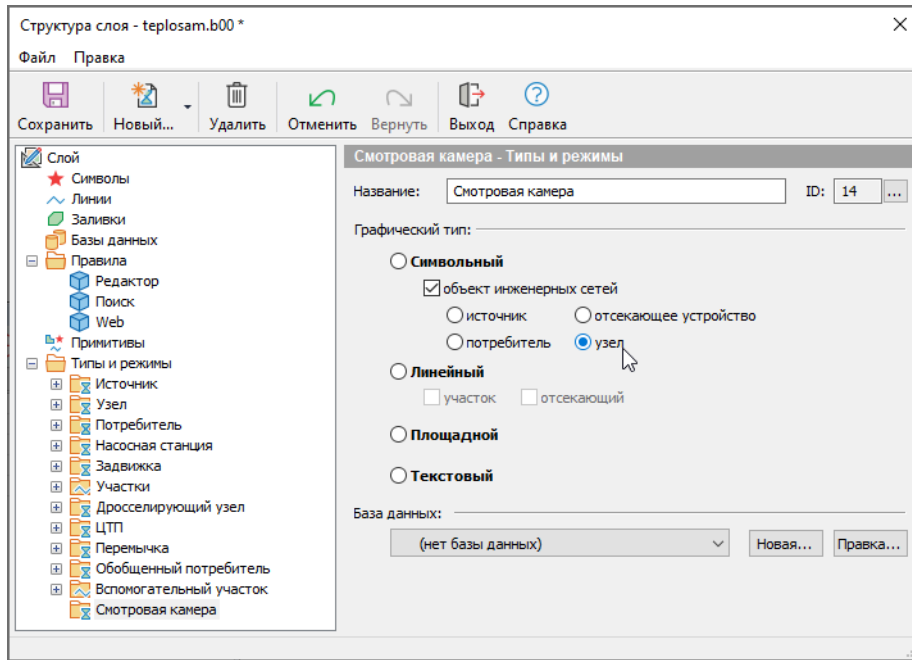 Структура слоя - teplosam.b00 *
Файл Правка
Сохранить Новый... Удалить Отменить Вернуть Выход Справка
Слой
Символы
Линии
Заливки
Базы данных
Правила
Редактор
Поиск
Web
Примитивы
Типы и режимы
Источник
Узел
Потребитель
Насосная станция
Задвижка
Участки
Дросселирующий узел
ЦТП
Перемычка
Обобщенный потребитель
Вспомогательный участок
Смотровая камера
Смотровая камера - Типы и режимы
Название: Смотровая камера ID: 14 ...
Графический тип:
Символьный
объект инженерных сетей
источник отсекающее устройство
потребитель узел
Линейный
участок отсекающий
Площадной
Текстовый
База данных:
(нет базы данных) Новая... Правка...